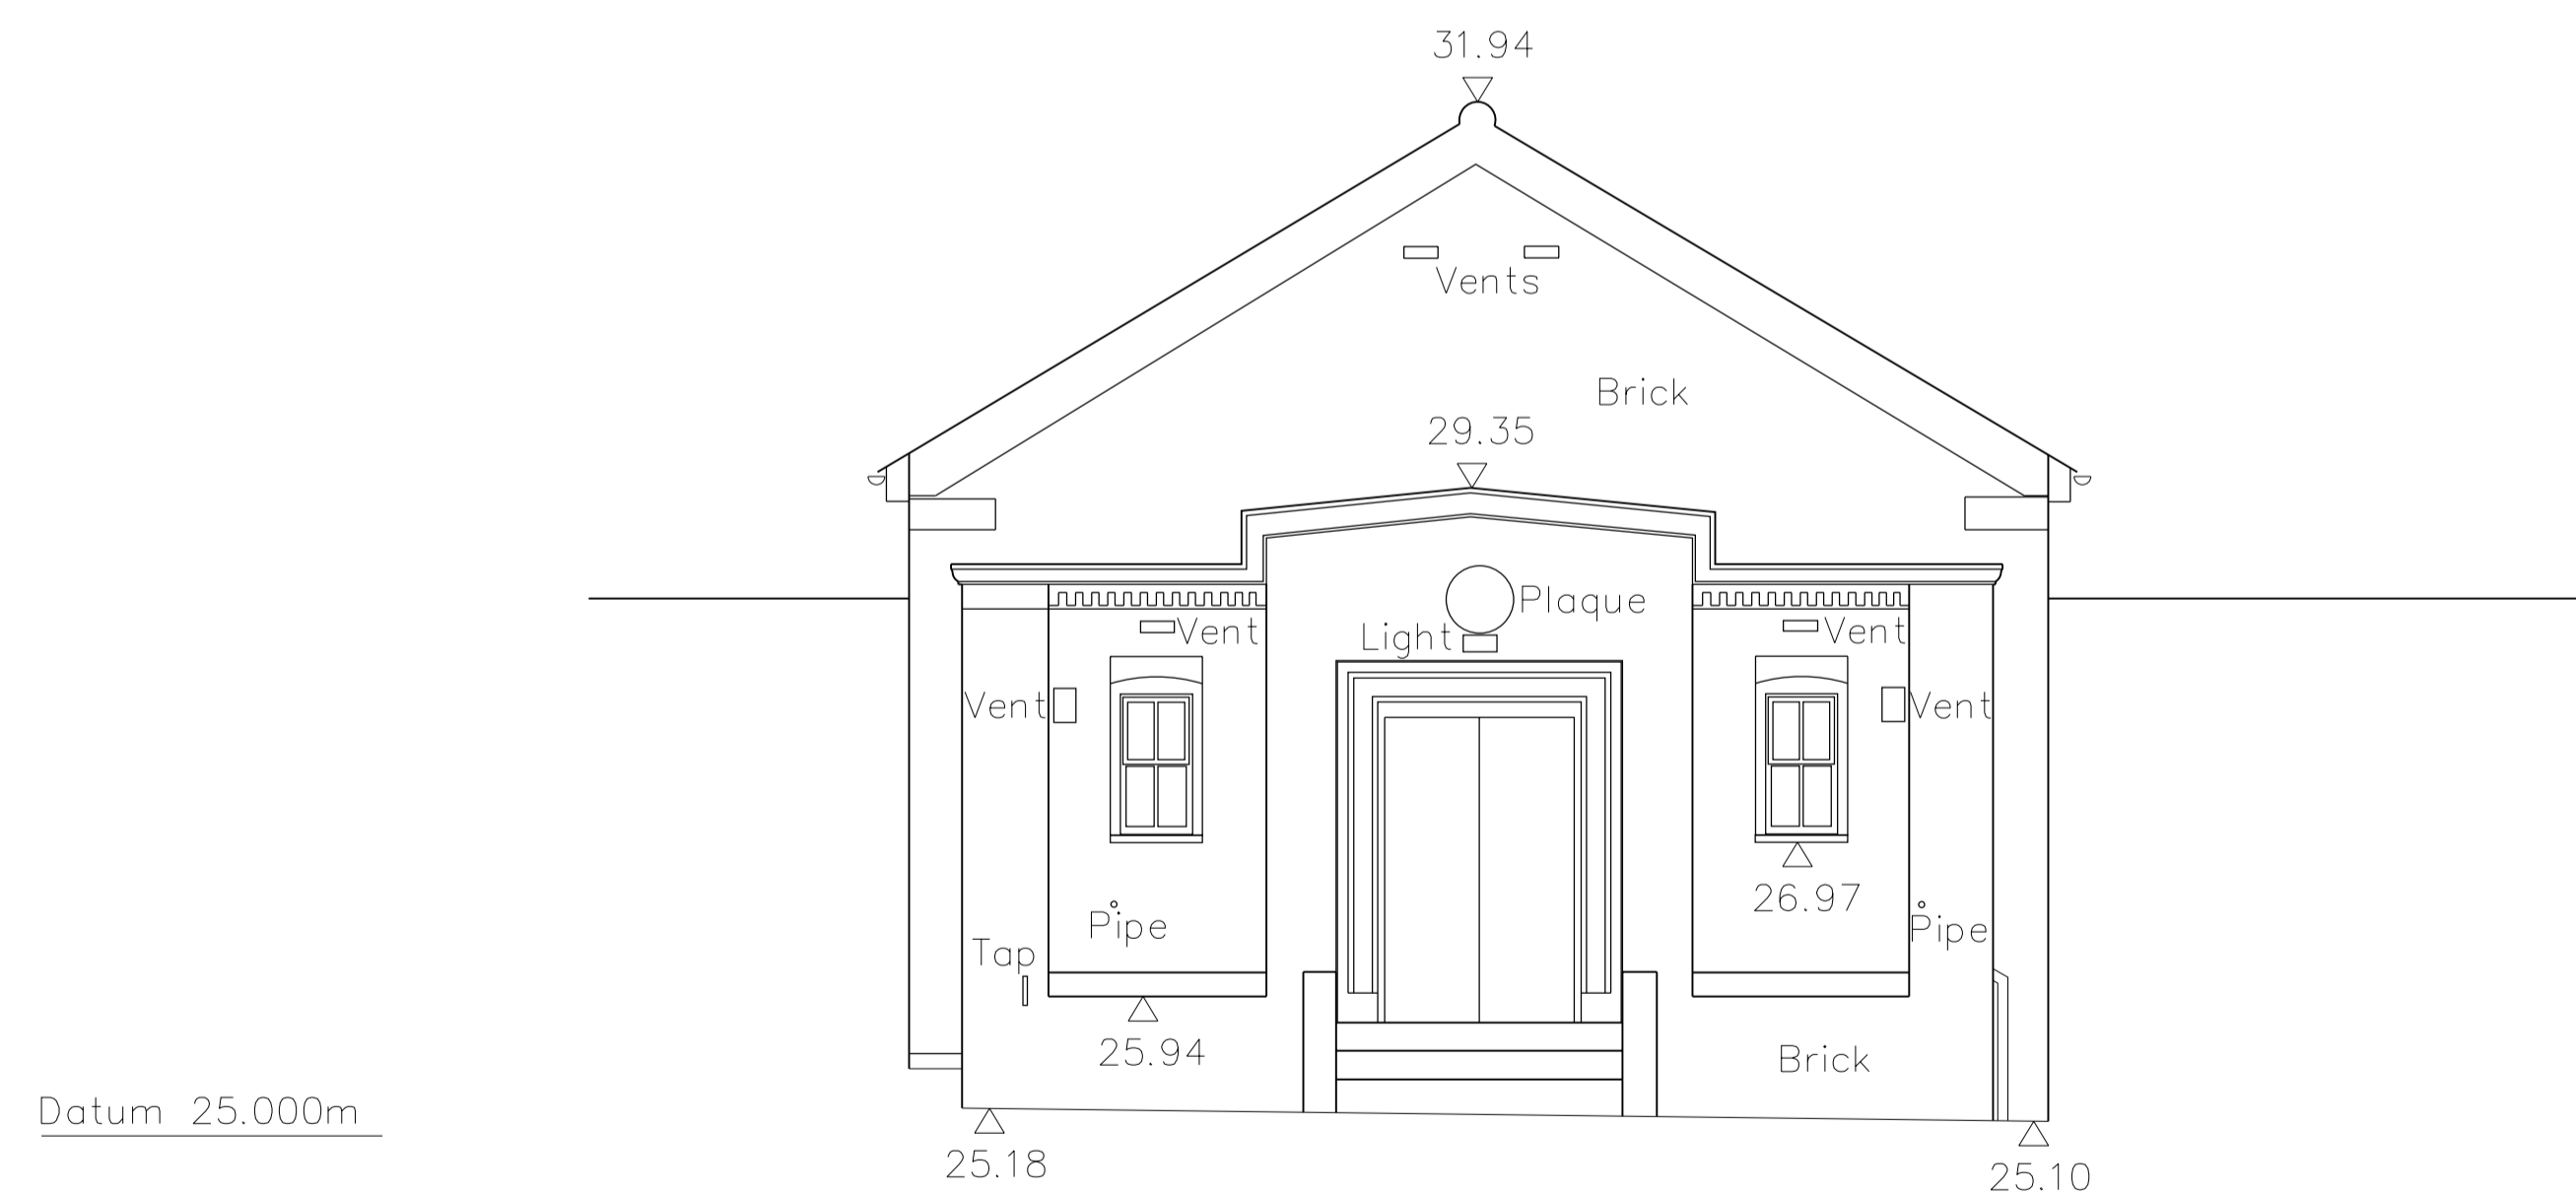 31.94
Vents
Brick
29.35
Plaque
Light
Vent
Vent
Vent
Vent
26.97
Pipe
Pipe
Tap
25.94
Brick
Datum 25.000m
25.18
25.10